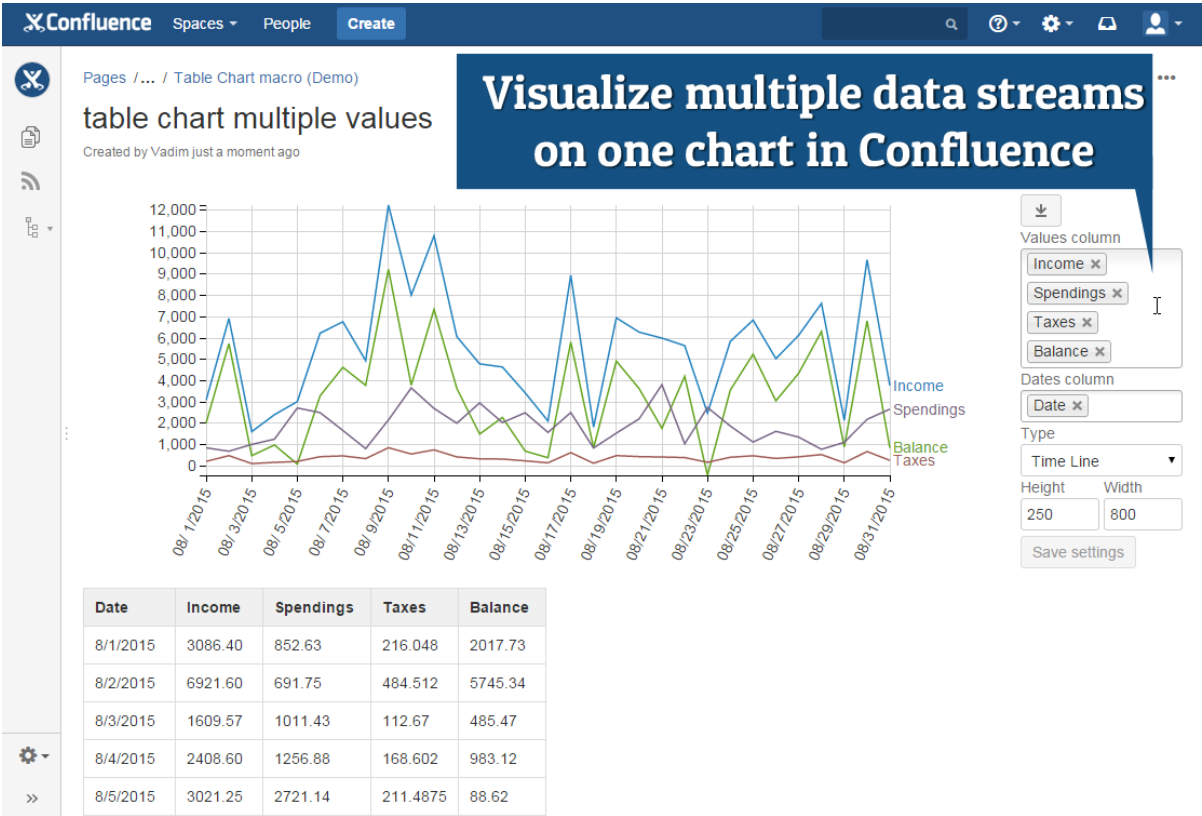 Confluence Spaces People Create
Pages /... / Table Chart macro (Demo)
table chart multiple values
Created by Vadim just a moment ago
Visualize multiple data streams
on one chart in Confluence
12,000
11,000
10,000
9,000
8,000
7,000
6,000
5,000
4,000
3,000
2,000
1,000
0
Income
Spendings
Balance
Taxes
08/ 1/2015
08/ 3/2015
08/ 5/2015
08/ 7/2015
08/ 9/2015
08/11/2015
08/13/2015
08/15/2015
08/17/2015
08/19/2015
08/21/2015
08/23/2015
08/25/2015
08/27/2015
08/29/2015
08/31/2015
Values column
Income
Spendings
Taxes
Balance
Dates column
Date
Type
Time Line
Height Width
250 800
Save settings
Date Income Spendings Taxes Balance
8/1/2015 3086.40 852.63 216.048 2017.73
8/2/2015 6921.60 691.75 484.512 5745.34
8/3/2015 1609.57 1011.43 112.67 485.47
8/4/2015 2408.60 1256.88 168.602 983.12
8/5/2015 3021.25 2721.14 211.4875 88.62